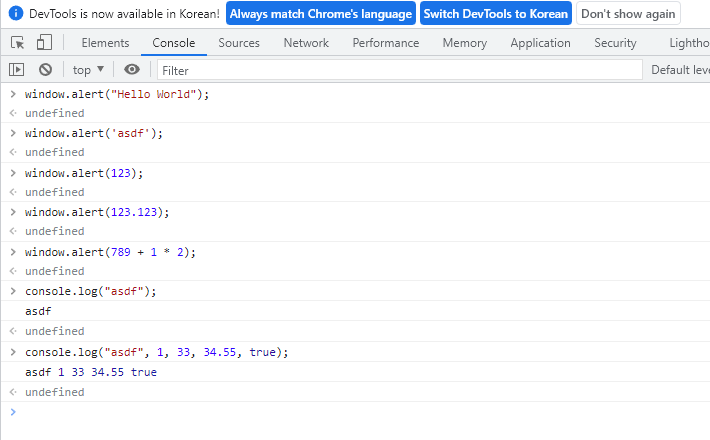 DevTools is now available in Korean! Always match Chrome's language Switch DevTools to Korean Don't show again
Elements Console Sources Network Performance Memory Application Security Lightho
top ▼ Filter Default leve
> window.alert("Hello World");
<· undefined
> window.alert('asdf');
<· undefined
> window.alert(123);
<· undefined
> window.alert(123.123);
<· undefined
> window.alert(789 + 1 * 2);
<· undefined
> console.log("asdf");
asdf
<· undefined
> console.log("asdf", 1, 33, 34.55, true);
asdf 1 33 34.55 true
<· undefined
>